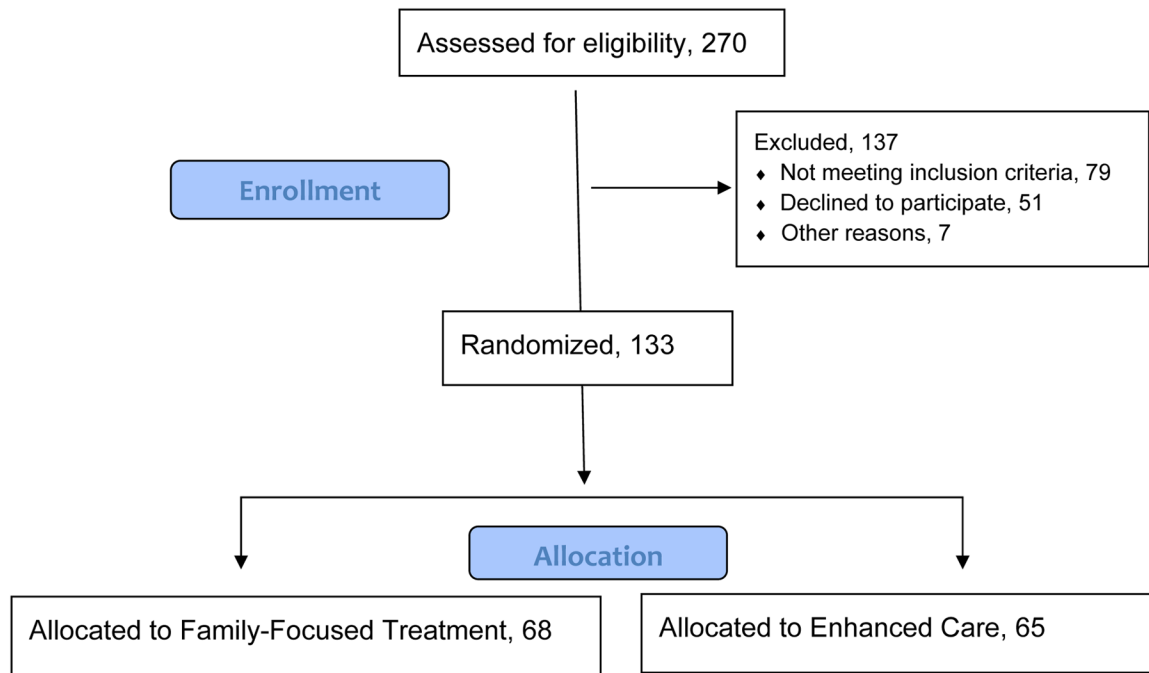 Assessed for eligibility, 270
Excluded, 137
♦ Not meeting inclusion criteria, 79
♦ Declined to participate, 51
♦ Other reasons, 7
Enrollment
Randomized, 133
Allocation
Allocated to Family-Focused Treatment, 68
Allocated to Enhanced Care, 65